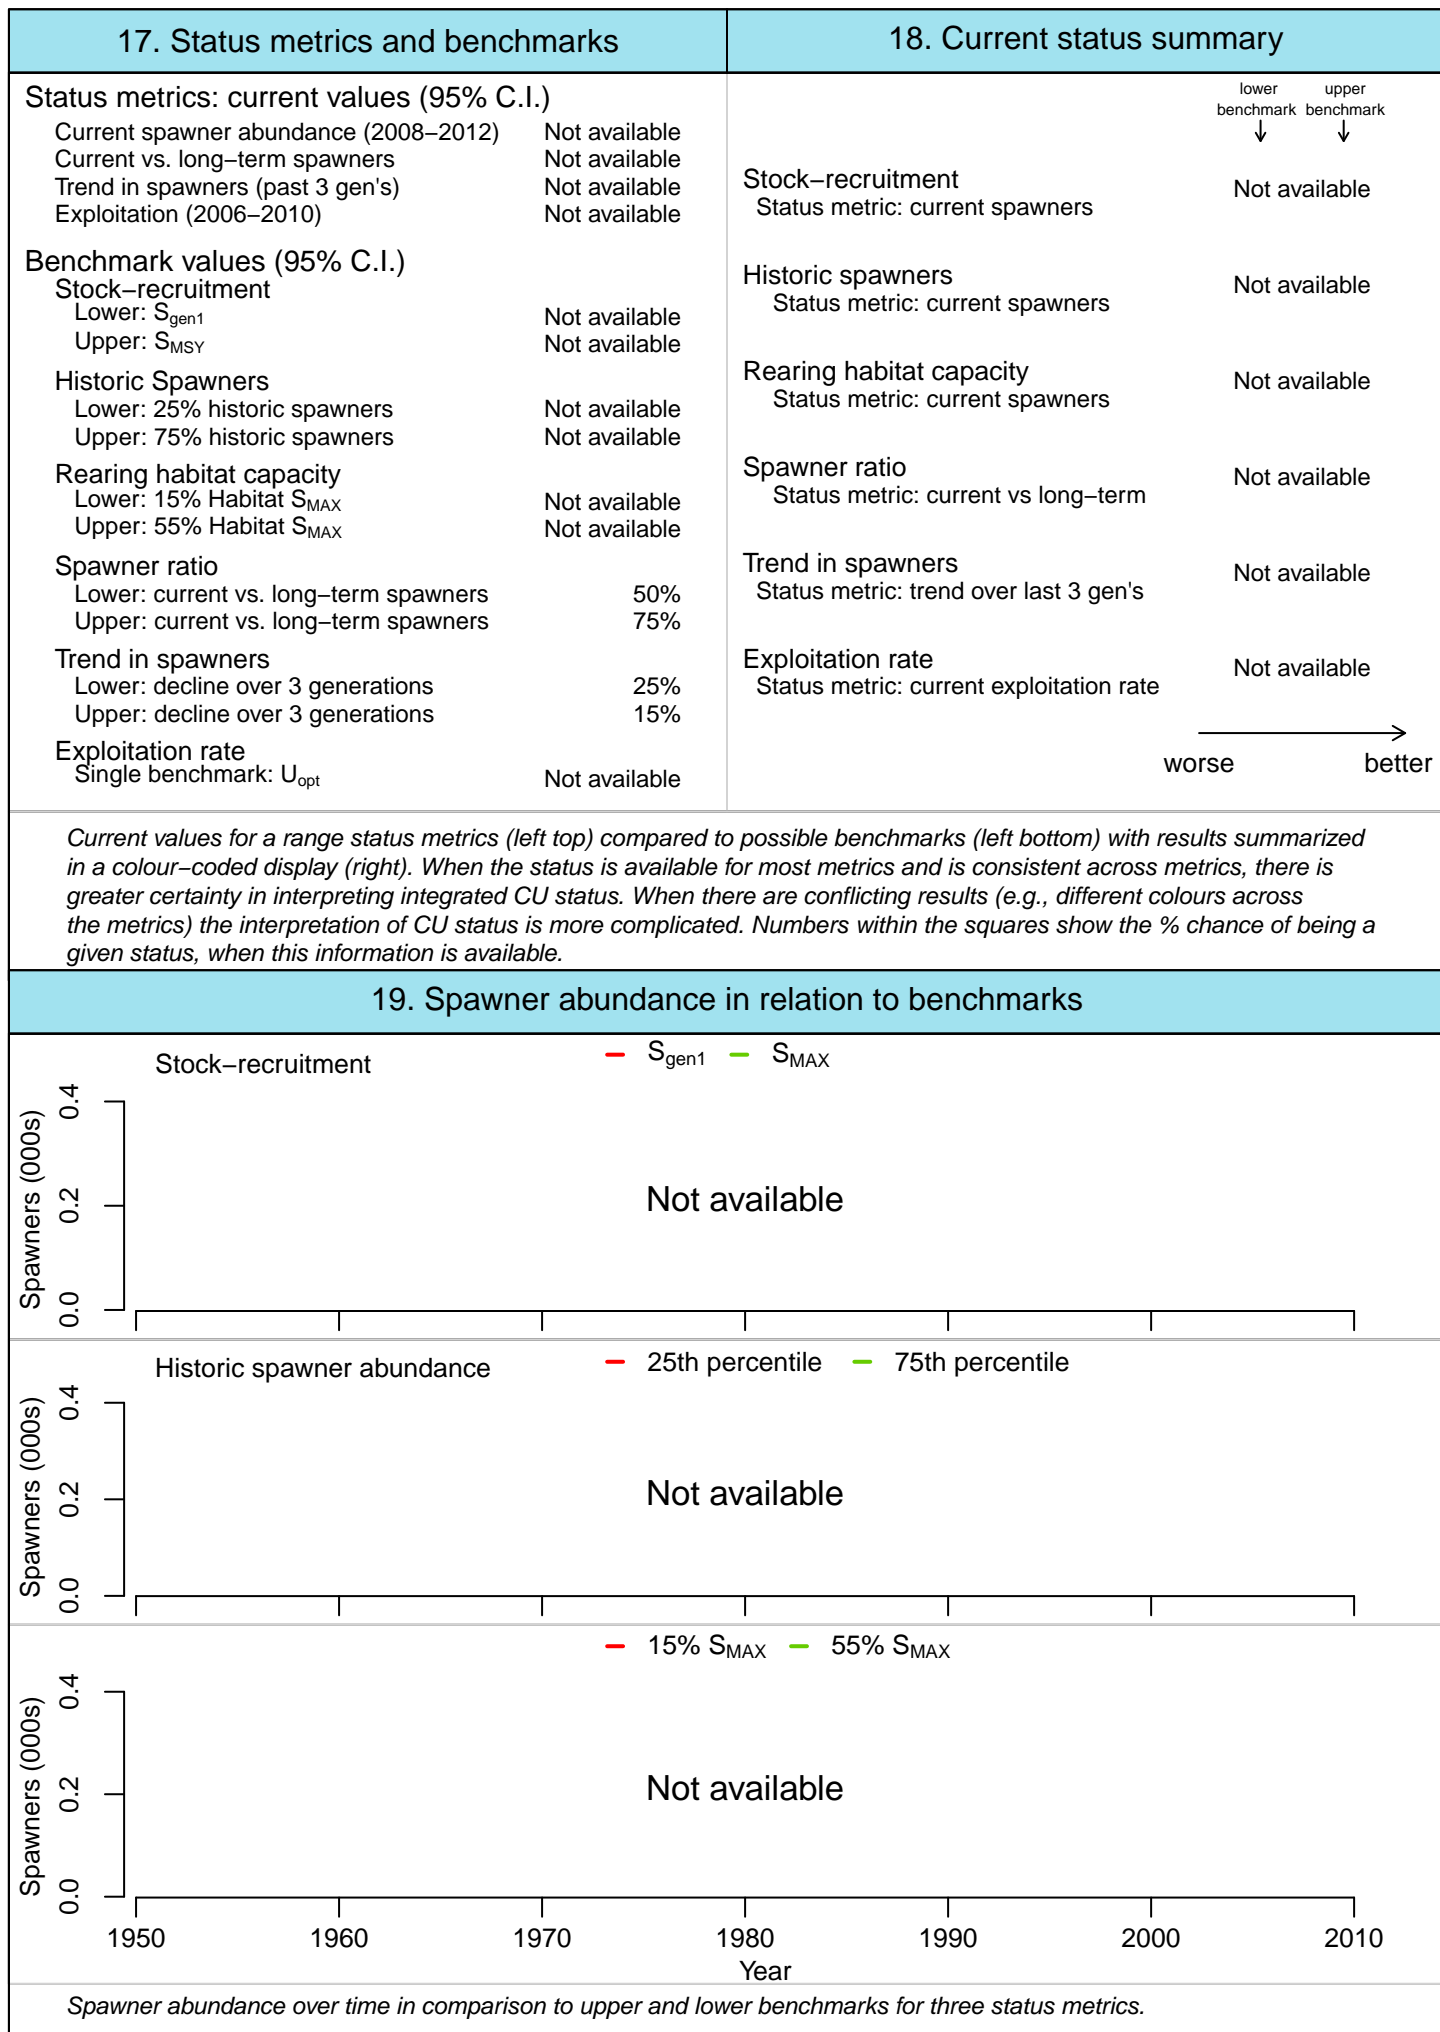 17. Status metrics and benchmarks
Status metrics: current values (95% C.I.)
Current spawner abundance (2008−2012) Not available
Current vs. long−term spawners Not available
Trend in spawners (past 3 gen's) Not available
Exploitation (2006−2010) Not available
Benchmark values (95% C.I.)
Stock−recruitment
Lower: Sgen1 Not available
Upper: SMSY Not available
Historic Spawners
Lower: 25% historic spawners Not available
Upper: 75% historic spawners Not available
Rearing habitat capacity
Lower: 15% Habitat SMAX Not available
Upper: 55% Habitat SMAX Not available
Spawner ratio
Lower: current vs. long−term spawners 50%
Upper: current vs. long−term spawners 75%
Trend in spawners
Lower: decline over 3 generations 25%
Upper: decline over 3 generations 15%
Exploitation rate
Single benchmark: Uopt Not available
18. Current status summary
lower upper
benchmark benchmark
Stock−recruitment Not available
Status metric: current spawners
Historic spawners Not available
Status metric: current spawners
Rearing habitat capacity Not available
Status metric: current spawners
Spawner ratio Not available
Status metric: current vs long−term
Trend in spawners Not available
Status metric: trend over last 3 gen's
Exploitation rate Not available
Status metric: current exploitation rate
worse better
Current values for a range status metrics (left top) compared to possible benchmarks (left bottom) with results summarized
in a colour−coded display (right). When the status is available for most metrics and is consistent across metrics, there is
greater certainty in interpreting integrated CU status. When there are conflicting results (e.g., different colours across
the metrics) the interpretation of CU status is more complicated. Numbers within the squares show the % chance of being a
given status, when this information is available.
19. Spawner abundance in relation to benchmarks
Stock−recruitment Sgen1 SMAX
Spawners (000s)
0.4
0.2
0.0
Not available
Historic spawner abundance 25th percentile 75th percentile
Spawners (000s)
0.4
0.2
0.0
Not available
15% SMAX 55% SMAX
Spawners (000s)
0.4
0.2
0.0
Not available
1950 1960 1970 1980 1990 2000 2010
Year
Spawner abundance over time in comparison to upper and lower benchmarks for three status metrics.